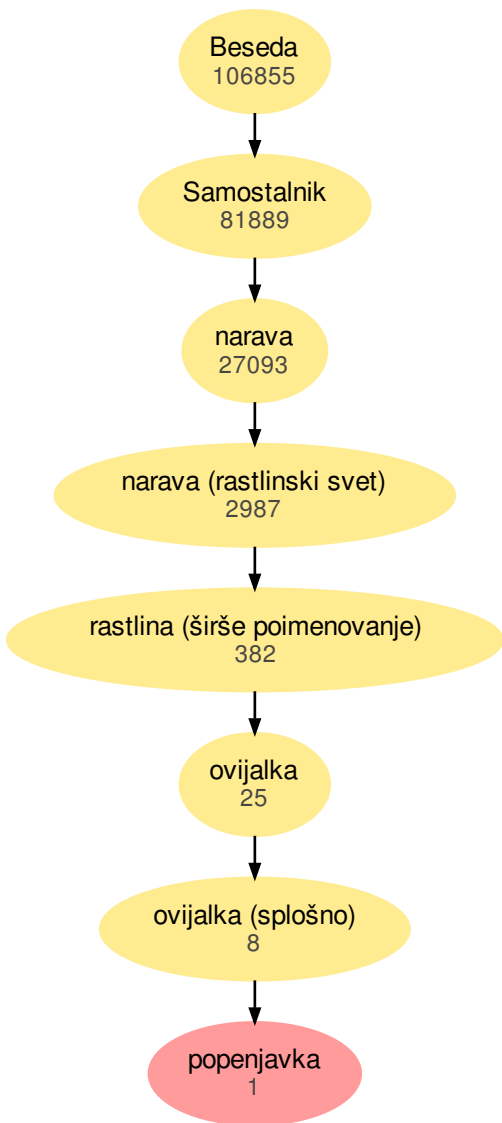 Beseda
106855
Samostalnik
81889
narava
27093
narava (rastlinski svet)
2987
rastlina (širše poimenovanje)
382
ovijalka
25
ovijalka (splošno)
8
popenjavka
1